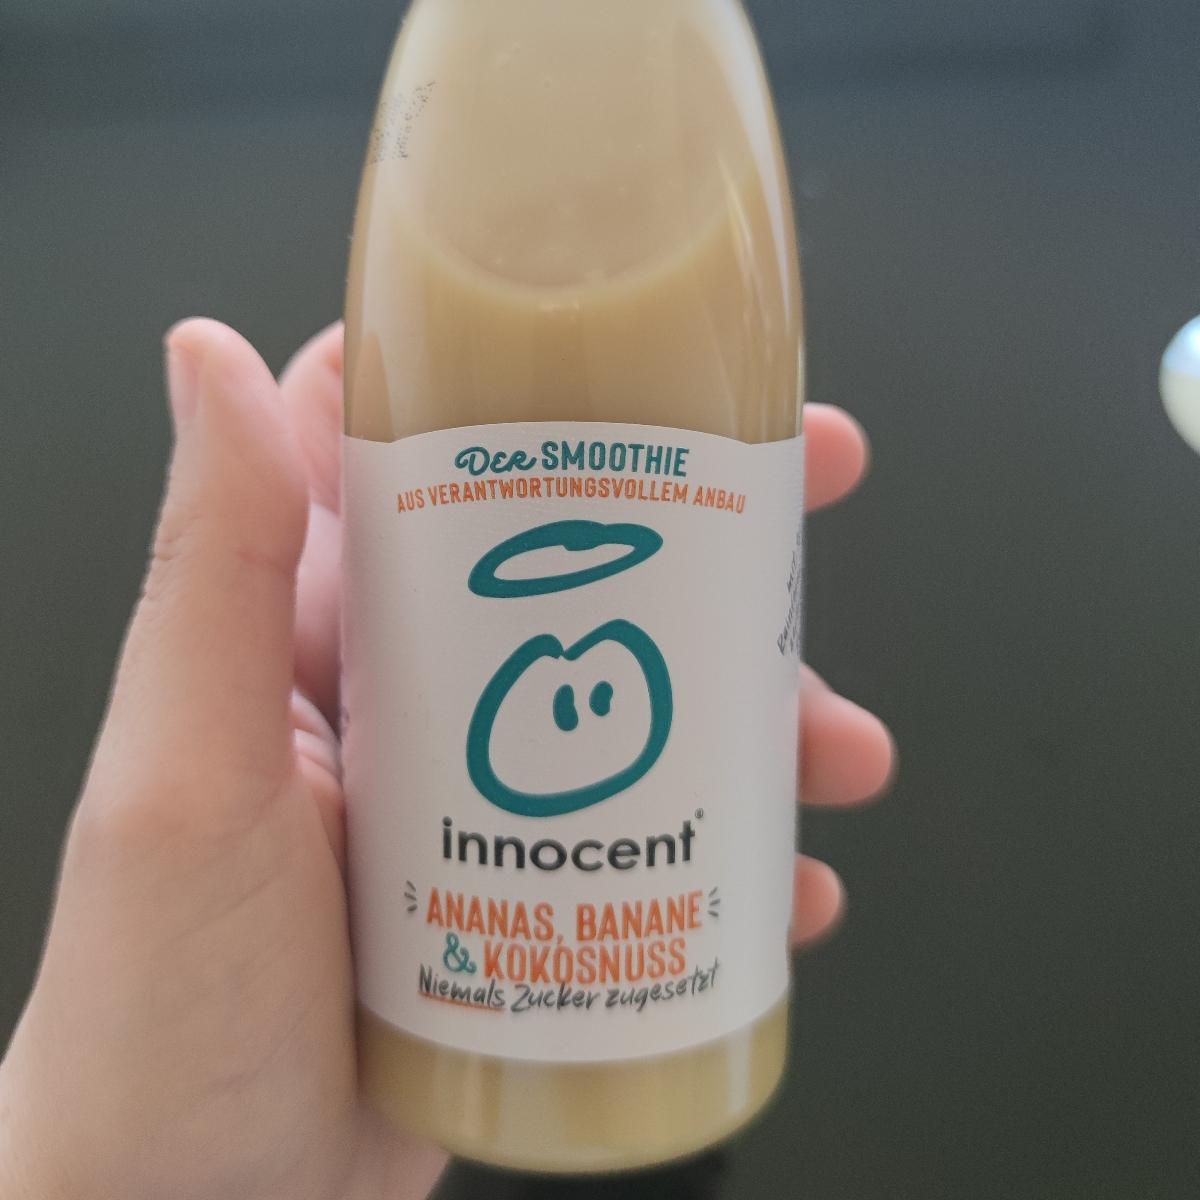 Der SMOOTHIE
AUS VERANTWORTUNGSVOLLEM ANBAU
innocent®
ANANAS, BANANE
& KOKOSNUSS
Niemals Zucker zugesetzt